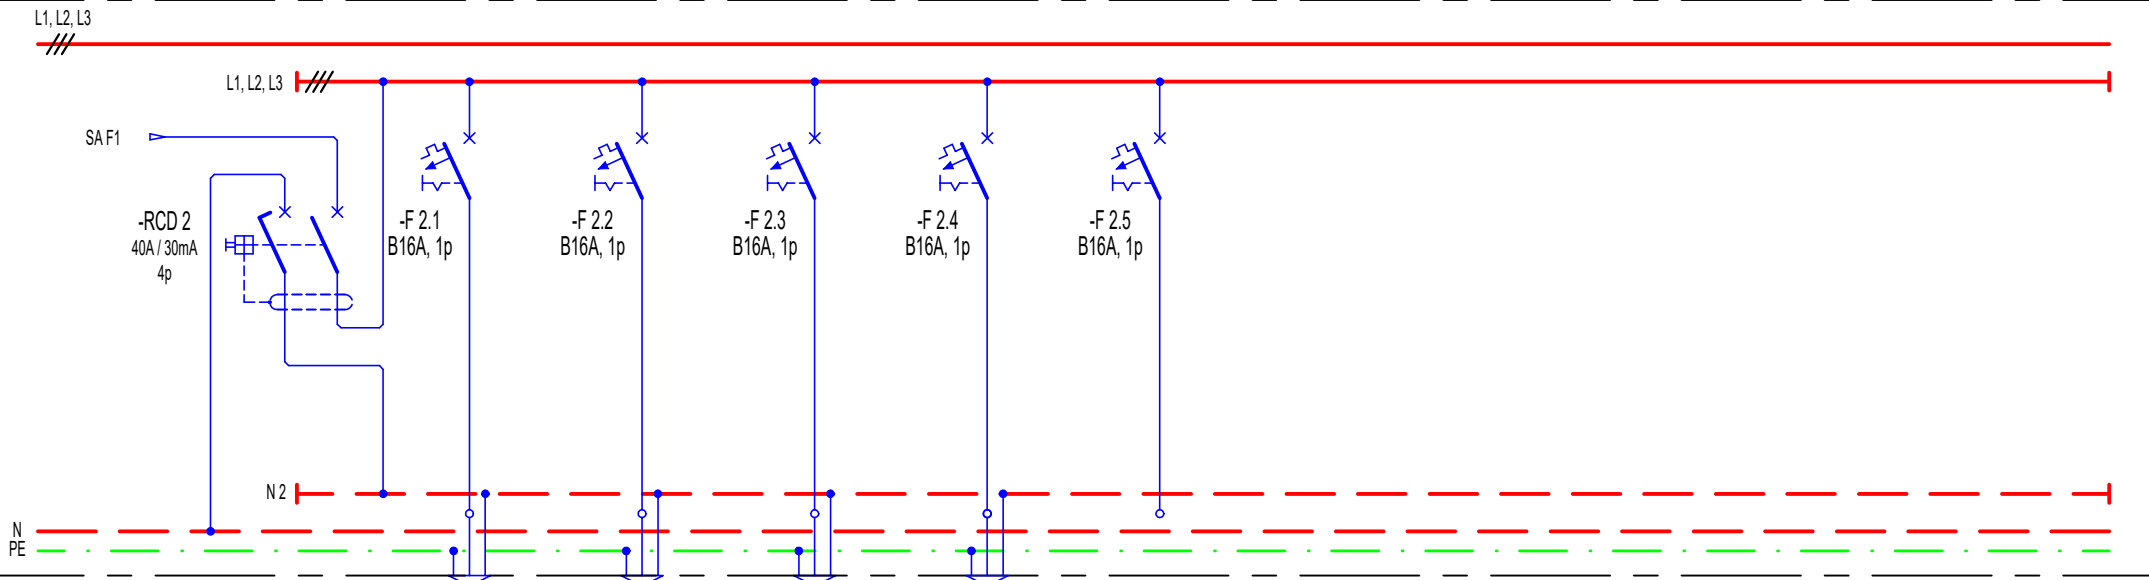 L1, L2, L3
L1, L2, L3
SA F1
-RCD 2
40A / 30mA
4p
-F 2.1
B16A, 1p
-F 2.2
B16A, 1p
-F 2.3
B16A, 1p
-F 2.4
B16A, 1p
-F 2.5
B16A, 1p
N 2
N
PE